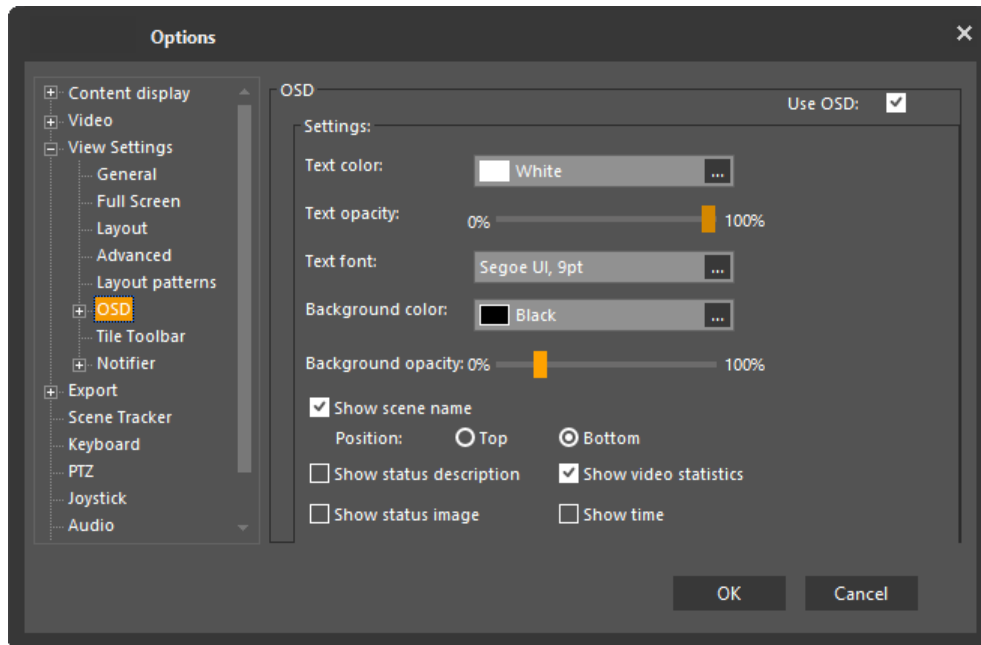 Options
Content display
Video
View Settings
General
Full Screen
Layout
Advanced
Layout patterns
OSD
Tile Toolbar
Notifier
Export
Scene Tracker
Keyboard
PTZ
Joystick
Audio
OSD
Use OSD:
Settings:
Text color: White ...
Text opacity: 0% 100%
Text font: Segoe UI, 9pt ...
Background color: Black ...
Background opacity: 0% 100%
Show scene name
Position: Top Bottom
Show status description Show video statistics
Show status image Show time
OK Cancel